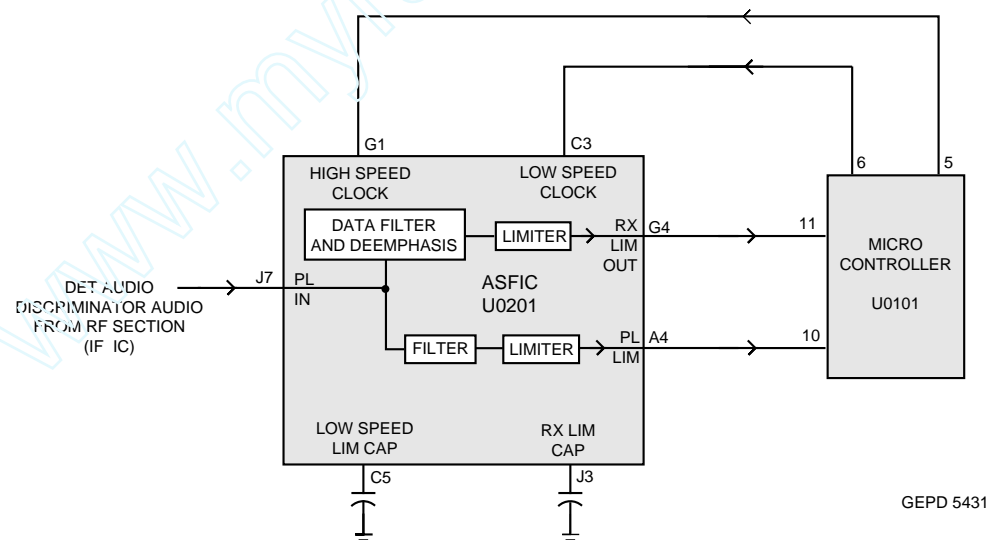 www.my
G1
C3
6
5
HIGH SPEED
CLOCK
LOW SPEED
CLOCK
DATA FILTER
AND DEEMPHASIS
LIMITER
RX
LIM
OUT
G4
11
MICRO
CONTROLLER
U0101
J7
PL
IN
DET AUDIO
DISCRIMINATOR AUDIO
FROM RF SECTION
(IF IC)
ASFIC
U0201
FILTER
LIMITER
PL
LIM
A4
10
LOW SPEED
LIM CAP
RX LIM
CAP
C5
J3
GEPD 5431